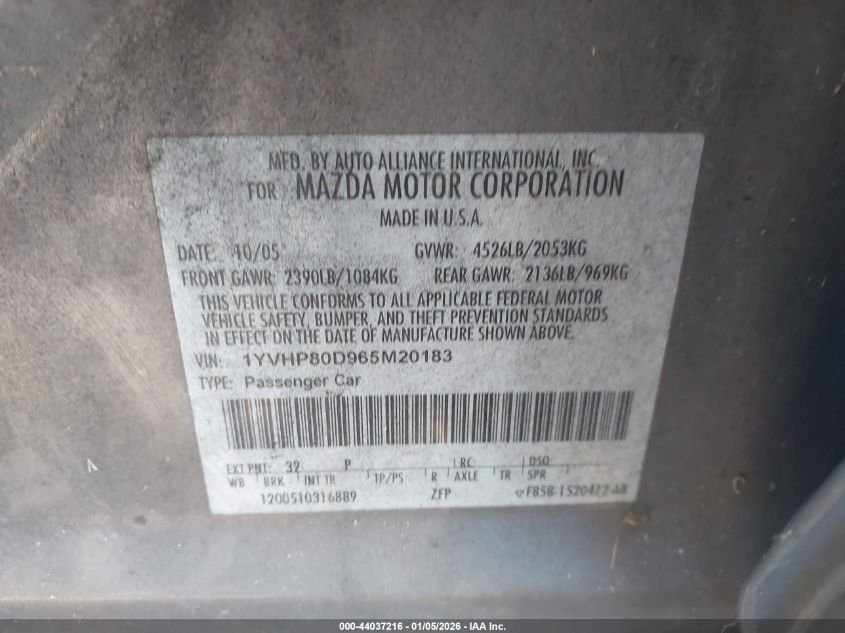 MFD. BY AUTO ALLIANCE INTERNATIONAL, INC.
FOR MAZDA MOTOR CORPORATION
MADE IN U.S.A.
DATE: 10/05 GVWR: 4526LB/2053KG
FRONT GAWR: 2390LB/1084KG REAR GAWR: 2136LB/969KG
THIS VEHICLE CONFORMS TO ALL APPLICABLE FEDERAL MOTOR
VEHICLE SAFETY, BUMPER, AND THEFT PREVENTION STANDARDS
IN EFFECT ON THE DATE OF MANUFACTURE SHOWN ABOVE.
VIN: 1YVHP80D965M20183
TYPE: Passenger Car
EXT PNT: 32 P RC: DSO:
WB BRK INT TR TP/PS R AXLE TR SPR
1200510316889 ZFP F858-1520472-AB
000-44037216 - 01/05/2026 - IAA Inc.